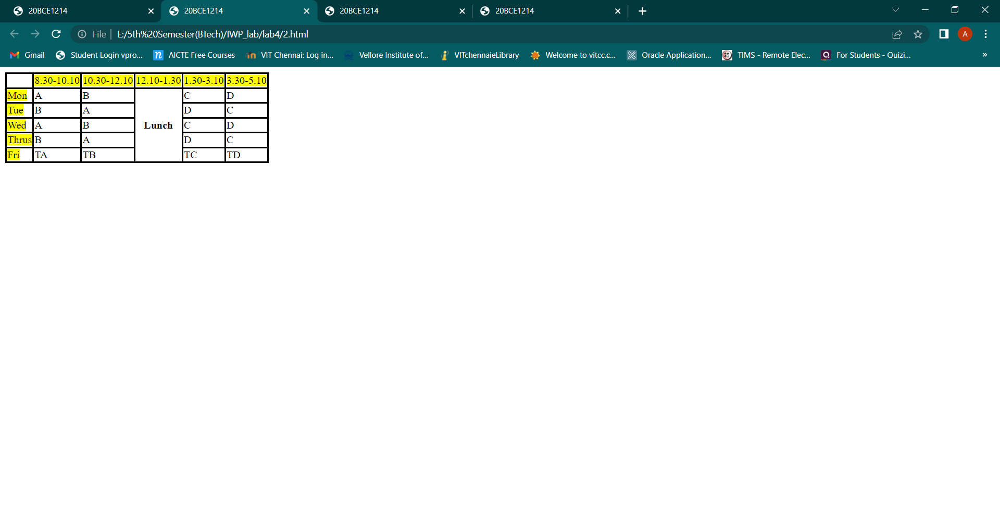 20BCE1214 20BCE1214 20BCE1214 20BCE1214
File E:/5th%20Semester(BTech)/IWP_lab/lab4/2.html A
Gmail Student Login vpro... AICTE Free Courses VIT Chennai: Log in... Vellore Institute of... VITchennaieLibrary Welcome to vitcc.c... Oracle Application... TIMS - Remote Elec... For Students - Quizi... »
8.30-10.10 10.30-12.10 12.10-1.30 1.30-3.10 3.30-5.10
Mon A B C D
Tue B A D C
Wed A B Lunch C D
Thrus B A D C
Fri TA TB TC TD